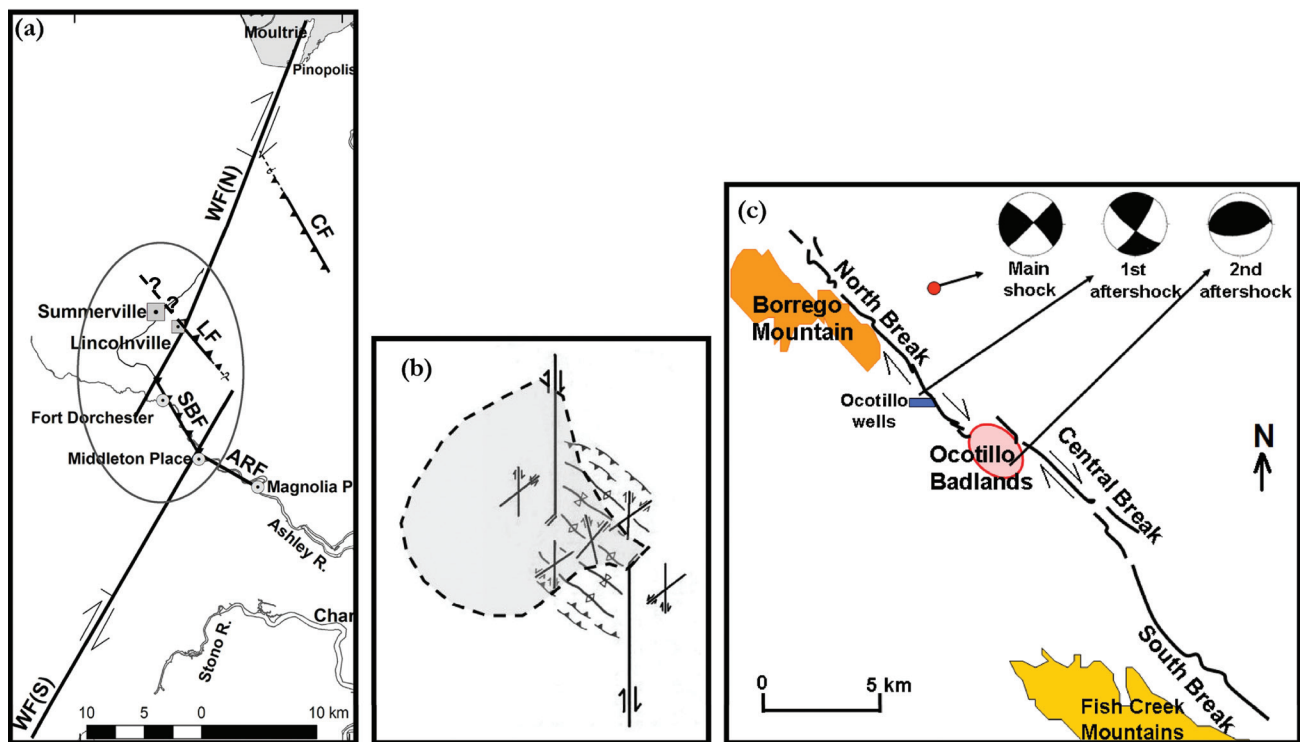 (a)
Moultrie
Pinopolis
WF(N)
CF
Summerville
?
?
Lincolnville
LF
?
Fort Dorchester
SBF
Middleton Place
ARF
Magnolia P
Ashley R.
Char
Stono R.
WF(S)
10 5 0 10 km
(b)
(c)
Main
shock
1st
aftershock
2nd
aftershock
North Break
Borrego
Mountain
Ocotillo
wells
Ocotillo
Badlands
Central Break
N
South Break
0 5 km
Fish Creek
Mountains